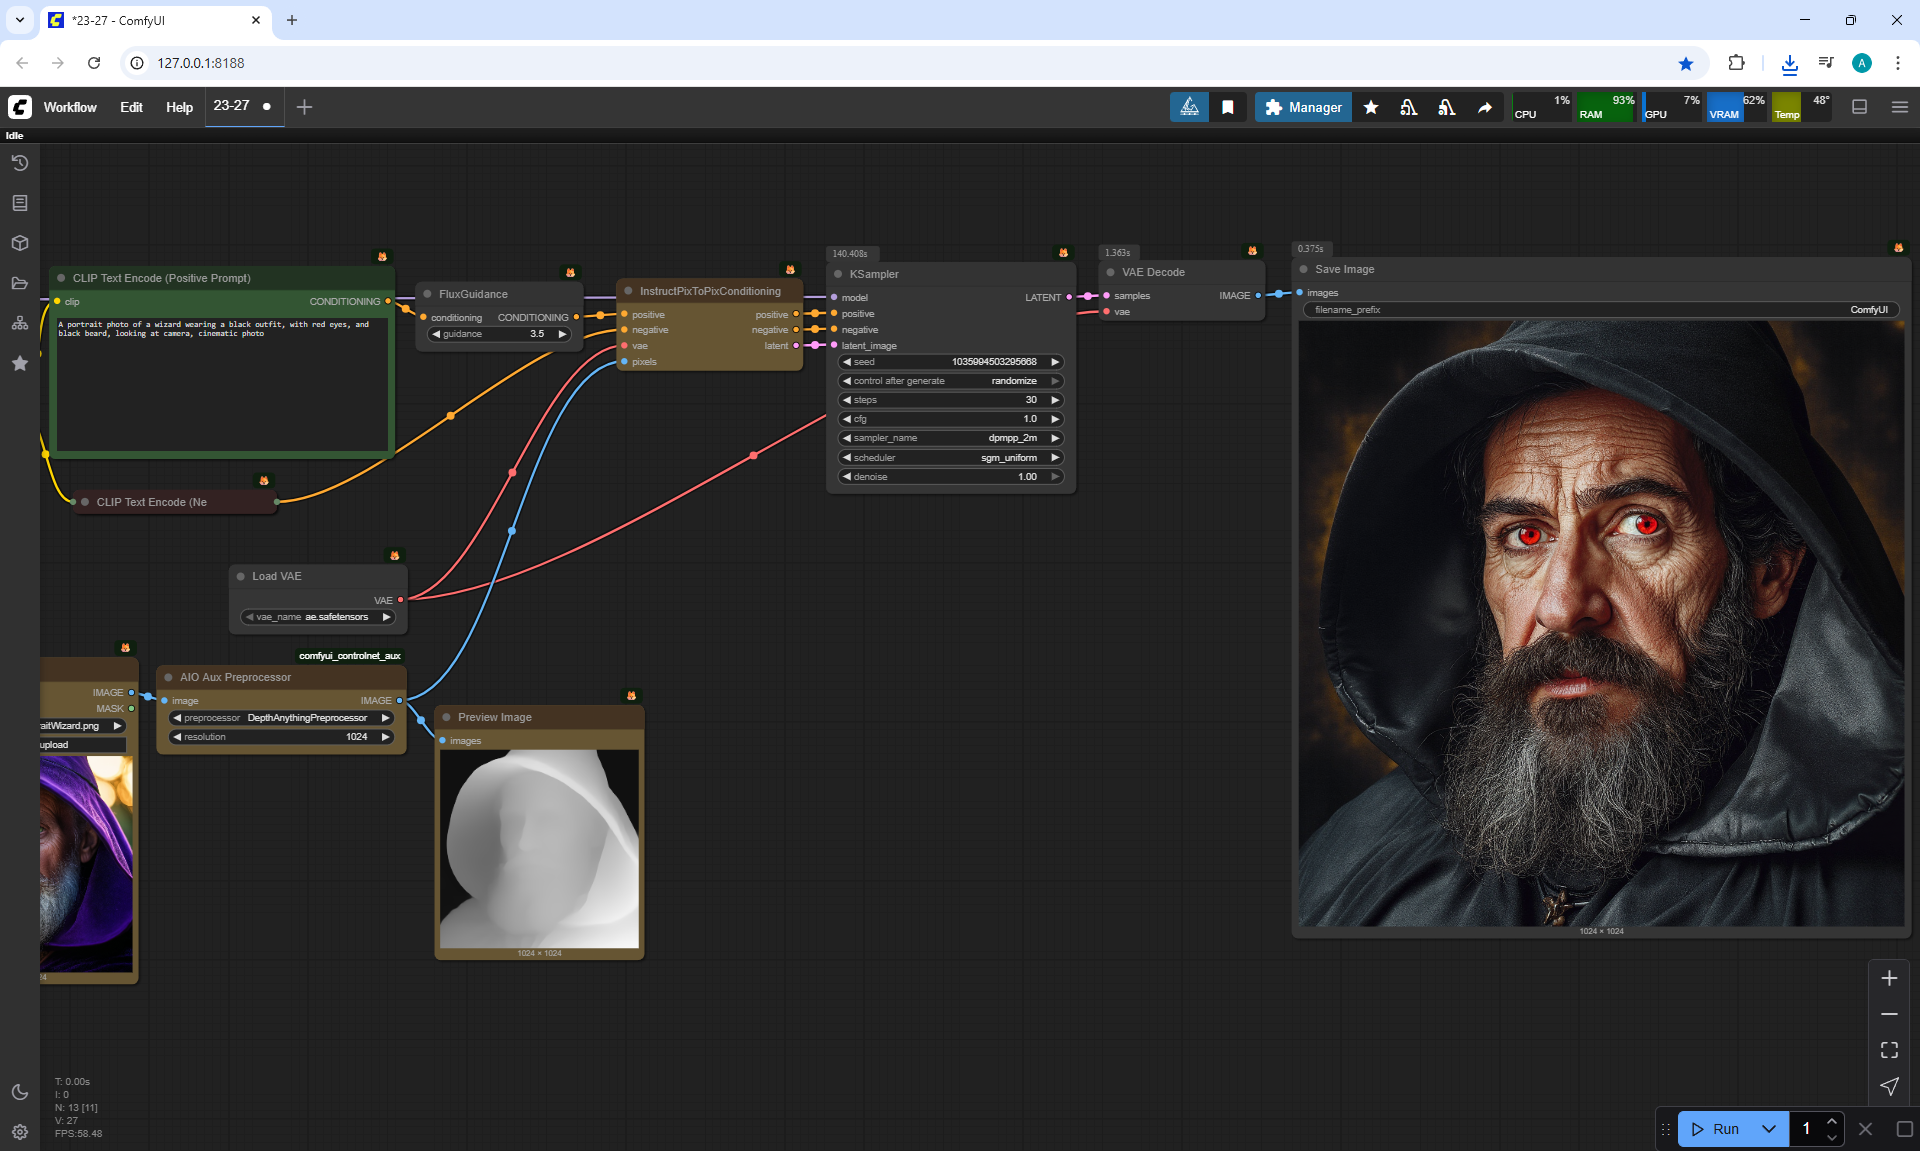 *23-27 - ComfyUI
127.0.0.1:8188
A
Workflow Edit Help 23-27
Manager
1% CPU
93% RAM
7% GPU
62% VRAM
48° Temp
Idle
CLIP Text Encode (Positive Prompt)
clip CONDITIONING
A portrait photo of a wizard wearing a black outfit, with red eyes, and
black beard, looking at camera, cinematic photo
FluxGuidance
conditioning CONDITIONING
guidance 3.5
InstructPixToPixConditioning
positive positive
negative negative
vae latent
pixels
140.408s
KSampler
model LATENT
positive
negative
latent_image
seed 1035994503295668
control after generate randomize
steps 30
cfg 1.0
sampler_name dpmpp_2m
scheduler sgm_uniform
denoise 1.00
1.363s
VAE Decode
samples IMAGE
vae
0.375s
Save Image
images
filename_prefix ComfyUI
1024 × 1024
CLIP Text Encode (Ne
Load VAE
VAE
vae_name ae.safetensors
IMAGE
MASK
aitWizard.png
upload
comfyui_controlnet_aux
AIO Aux Preprocessor
image IMAGE
preprocessor DepthAnythingPreprocessor
resolution 1024
Preview Image
images
1024 × 1024
T: 0.00s
I: 0
N: 13 [11]
V: 27
FPS:58.48
Run 1